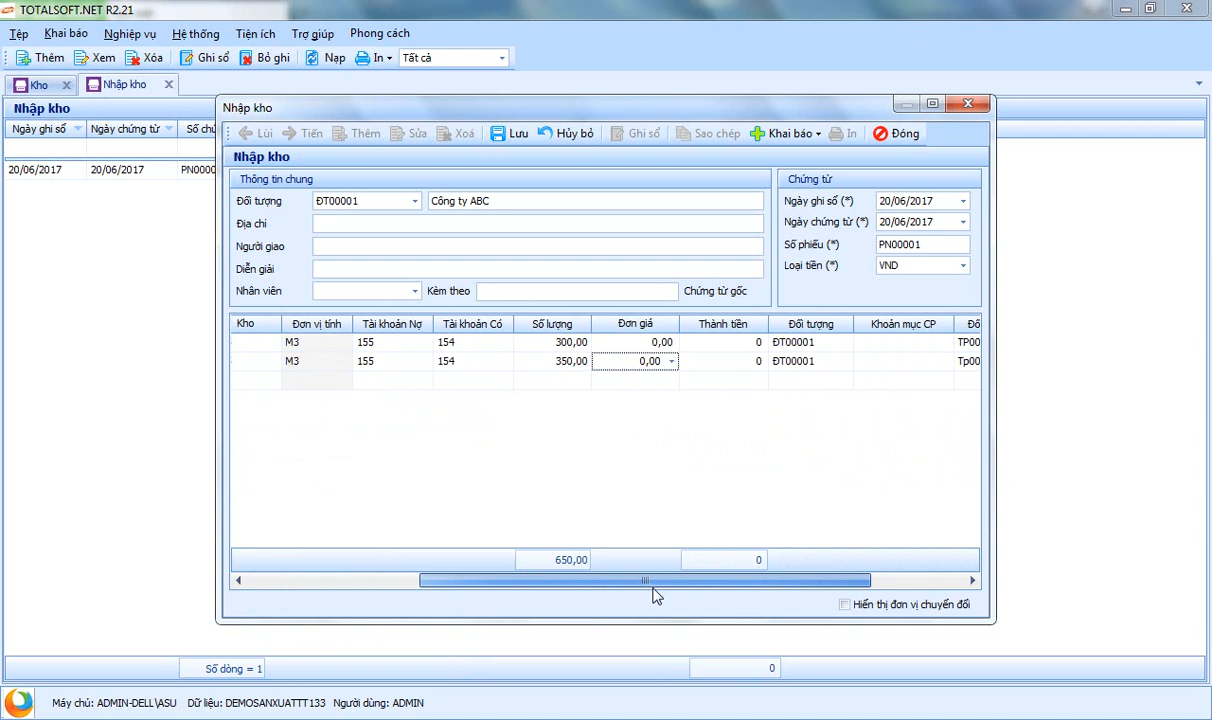 TOTALSOFT.NET R2.21
Tệp Khai báo Nghiệp vụ Hệ thống Tiện ích Trợ giúp Phong cách
Thêm Xem Xóa Ghi sổ Bỏ ghi Nạp In Tất cả
Kho Nhập kho
Nhập kho
Ngày ghi sổ Ngày chứng từ Số chú
20/06/2017 20/06/2017 PN0000
Nhập kho
Lùi Tiến Thêm Sửa Xoá Lưu Hủy bỏ Ghi sổ Sao chép Khai báo In Đóng
Nhập kho
Thông tin chung
Đối tượng ĐT00001 Công ty ABC
Địa chỉ
Người giao
Diễn giải
Nhân viên Kèm theo Chứng từ gốc
Chứng từ
Ngày ghi sổ (*) 20/06/2017
Ngày chứng từ (*) 20/06/2017
Số phiếu (*) PN00001
Loại tiền (*) VND
Kho Đơn vị tính Tài khoản Nợ Tài khoản Có Số lượng Đơn giá Thành tiền Đối tượng Khoản mục CP Đố
M3 155 154 300,00 0,00 0 ĐT00001 TP00
M3 155 154 350,00 0,00 0 ĐT00001 Tp00
650,00 0
Hiển thị đơn vị chuyển đổi
Số dòng = 1 0
Máy chủ: ADMIN-DELL\ASU Dữ liệu: DEMOSANXUATTT133 Người dùng: ADMIN